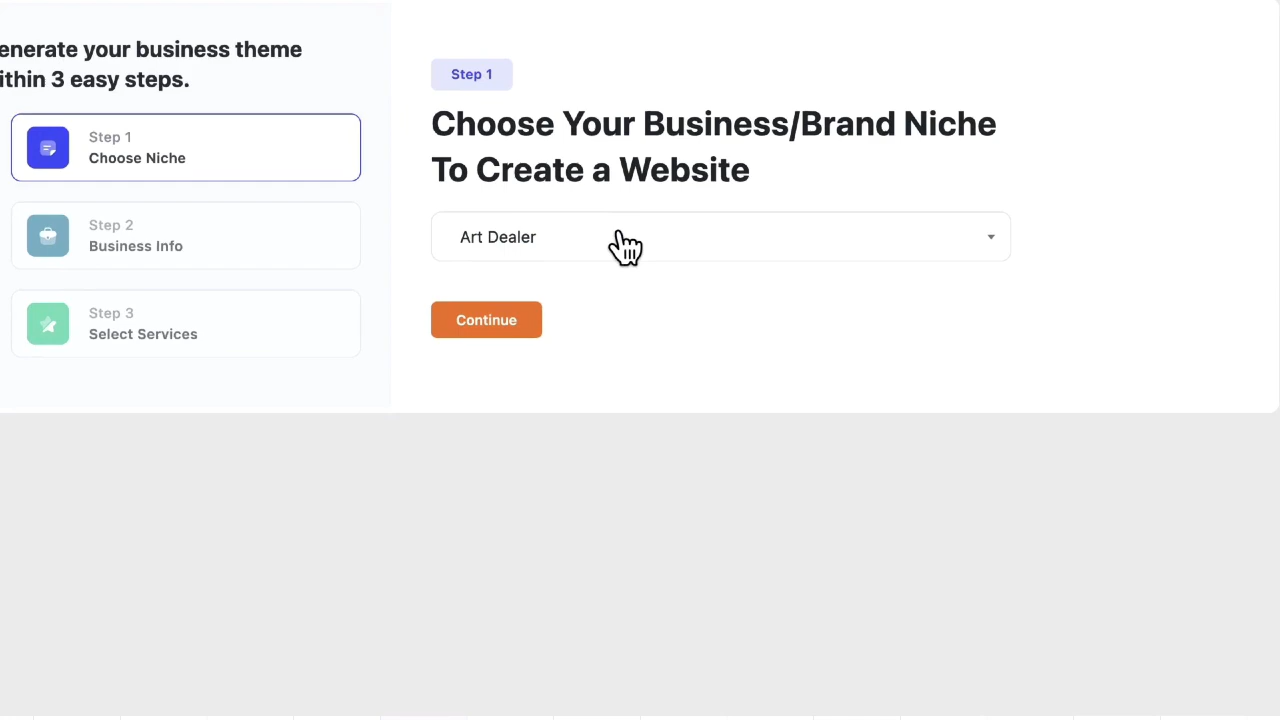 enerate your business theme
ithin 3 easy steps.
Step 1
Choose Niche
Step 2
Business Info
Step 3
Select Services
Step 1
Choose Your Business/Brand Niche
To Create a Website
Art Dealer
Continue